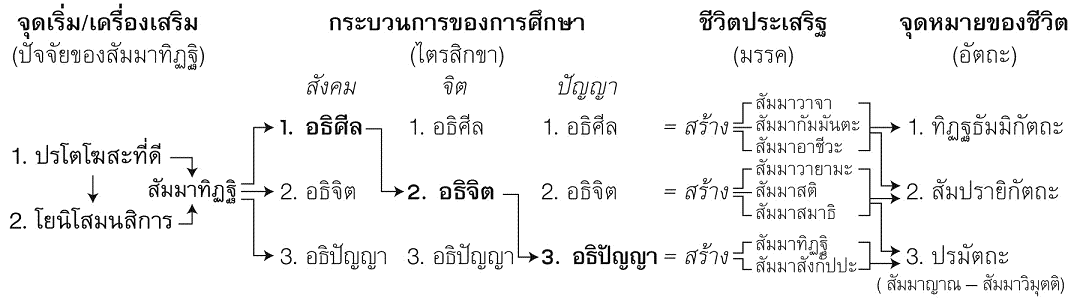 จุดเริ่ม/เครื่องเสริม กระบวนการของการศึกษา ชีวิตประเสริฐ จุดหมายของชีวิต
(ปัจจัยของสัมมาทิฏฐิ) (ไตรสิกขา) (มรรค) (อัตถะ)
สังคม จิต ปัญญา
สัมมาวาจา
1. อธิศีล 1. อธิศีล 1. อธิศีล = สร้าง สัมมากัมมันตะ 1. ทิฏฐธัมมิกัตถะ
สัมมาอาชีวะ
1. ปรโตโฆสะที่ดี
สัมมาวายามะ
สัมมาทิฏฐิ 2. อธิจิต 2. อธิจิต 2. อธิจิต = สร้าง สัมมาสติ 2. สัมปรายิกัตถะ
สัมมาสมาธิ
2. โยนิโสมนสิการ
สัมมาทิฏฐิ
3. อธิปัญญา 3. อธิปัญญา 3. อธิปัญญา = สร้าง สัมมาสังกัปปะ 3. ปรมัตถะ
( สัมมาญาณ – สัมมาวิมุตติ)